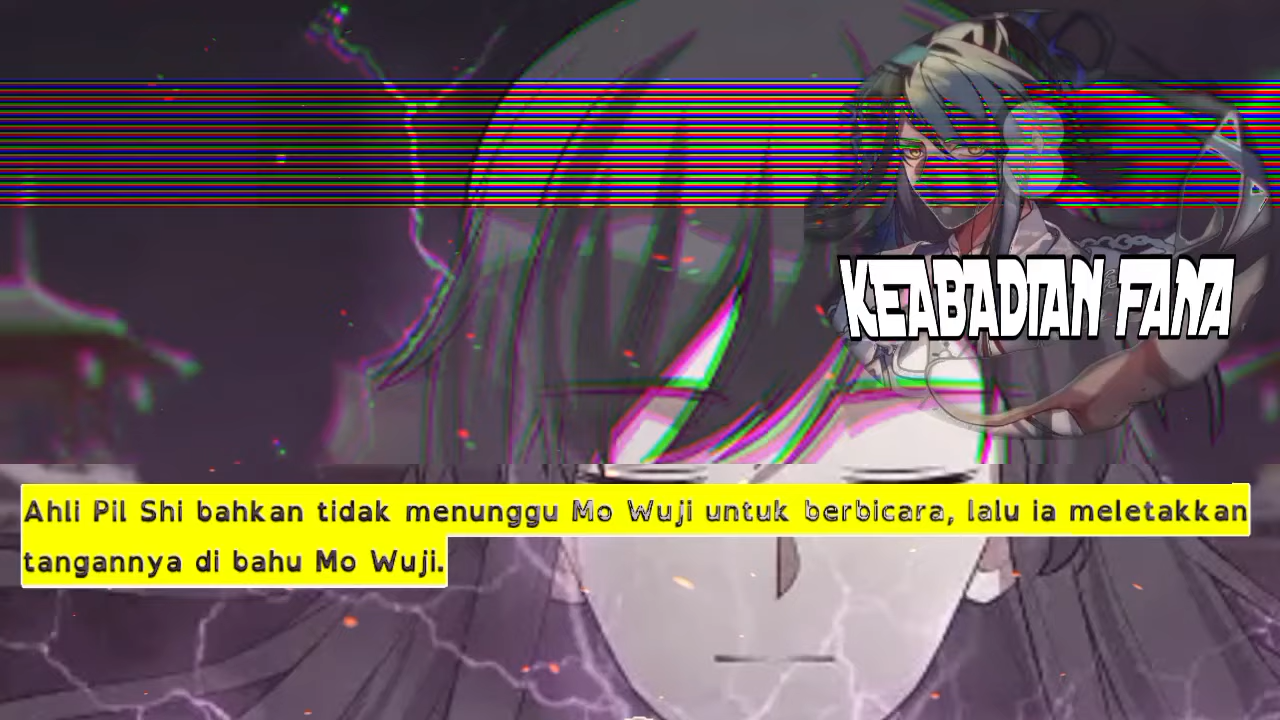 KEABADIAN FANA
Ahli Pil Shi bahkan tidak menunggu Mo Wuji untuk berbicara, lalu ia meletakkan
tangannya di bahu Mo Wuji.